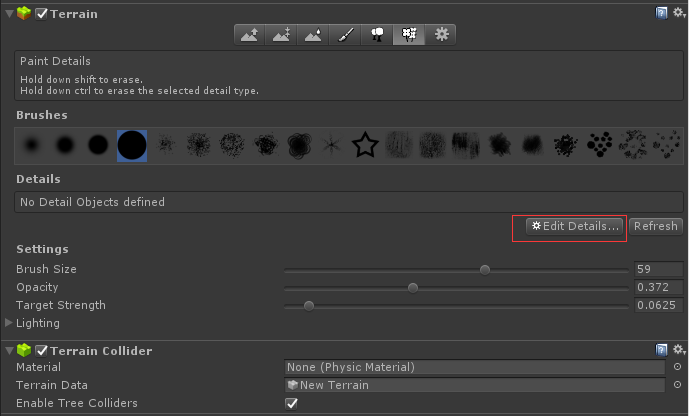 Terrain
Paint Details
Hold down shift to erase.
Hold down ctrl to erase the selected detail type.
Brushes
Details
No Detail Objects defined
Edit Details... Refresh
Settings
Brush Size 59
Opacity 0.372
Target Strength 0.0625
Lighting
Terrain Collider
Material None (Physic Material)
Terrain Data New Terrain
Enable Tree Colliders